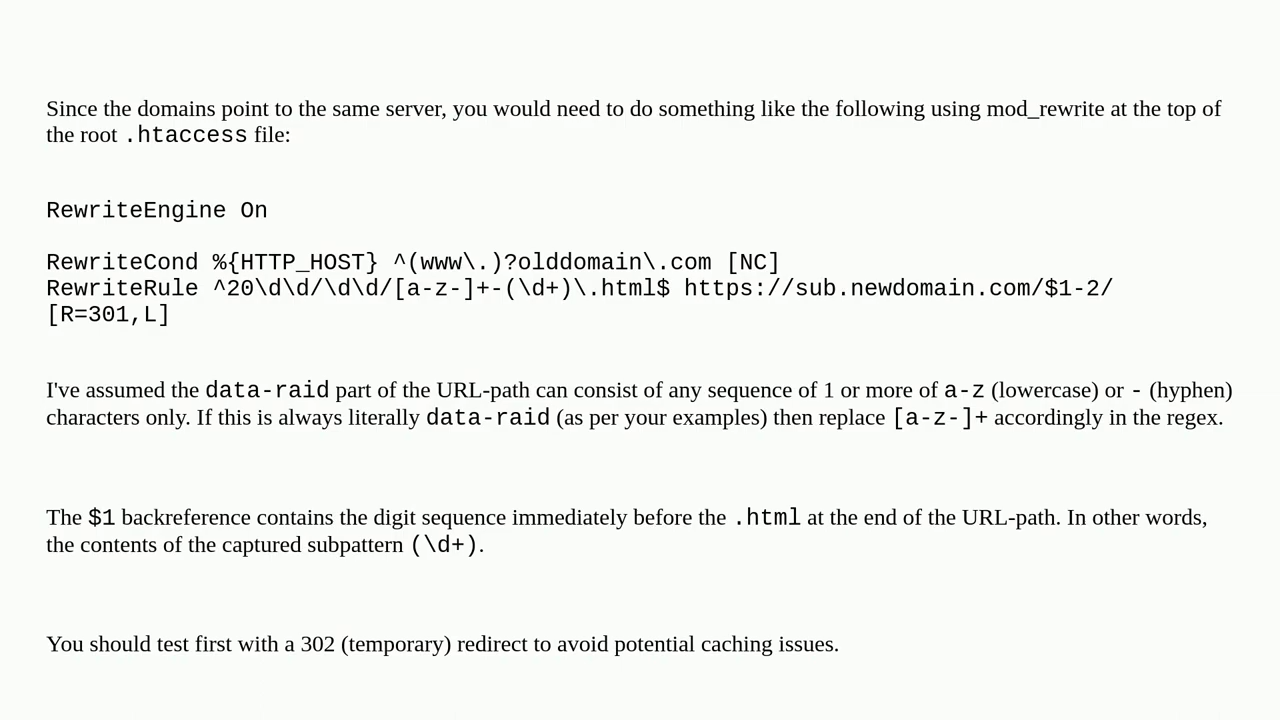 Since the domains point to the same server, you would need to do something like the following using mod_rewrite at the top of
the root .htaccess file:
RewriteEngine On
RewriteCond %{HTTP_HOST} ^(www\.)?olddomain\.com [NC]
RewriteRule ^20\d\d/\d\d/[a-z-]+-(\d+)\.html$ https://sub.newdomain.com/$1-2/
[R=301,L]
I've assumed the data-raid part of the URL-path can consist of any sequence of 1 or more of a-z (lowercase) or - (hyphen)
characters only. If this is always literally data-raid (as per your examples) then replace [a-z-]+ accordingly in the regex.
The $1 backreference contains the digit sequence immediately before the .html at the end of the URL-path. In other words,
the contents of the captured subpattern (\d+).
You should test first with a 302 (temporary) redirect to avoid potential caching issues.